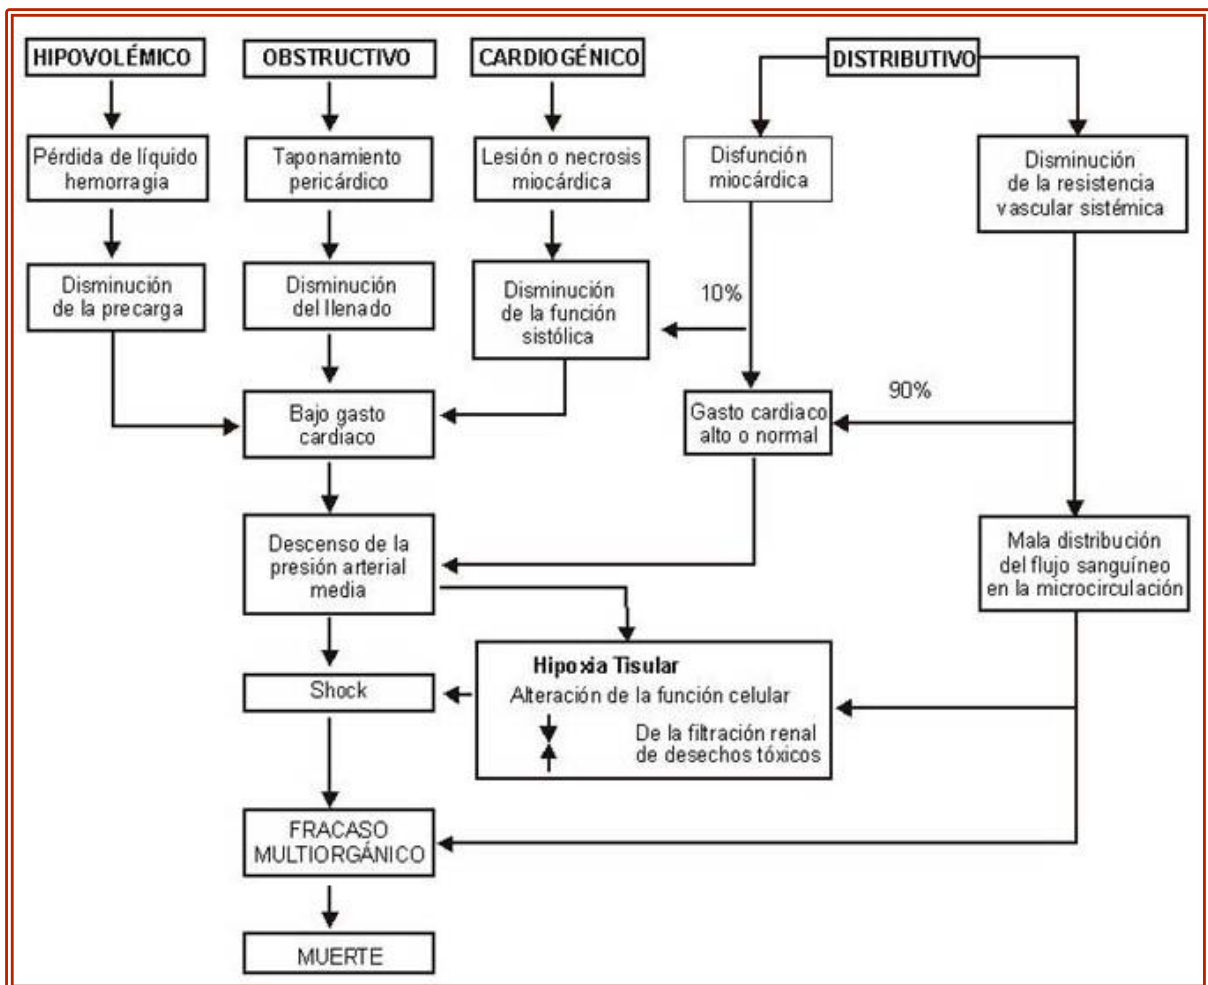 HIPOVOLÉMICO
OBSTRUCTIVO
CARDIOGÉNICO
DISTRIBUTIVO
Pérdida de líquido
hemorragia
Taponamiento
pericárdico
Lesión o necrosis
miocárdica
Disfunción
miocárdica
Disminución
de la resistencia
vascular sistémica
Disminución
de la precarga
Disminución
del llenado
Disminución
de la función
sistólica
10%
90%
Bajo gasto
cardiaco
Gasto cardiaco
alto o normal
Descenso de la
presión arterial
media
Mala distribución
del flujo sanguíneo
en la microcirculación
Hipoxia Tisular
Alteración de la función celular
De la filtración renal
de desechos tóxicos
Shock
FRACASO
MULTIORGÁNICO
MUERTE